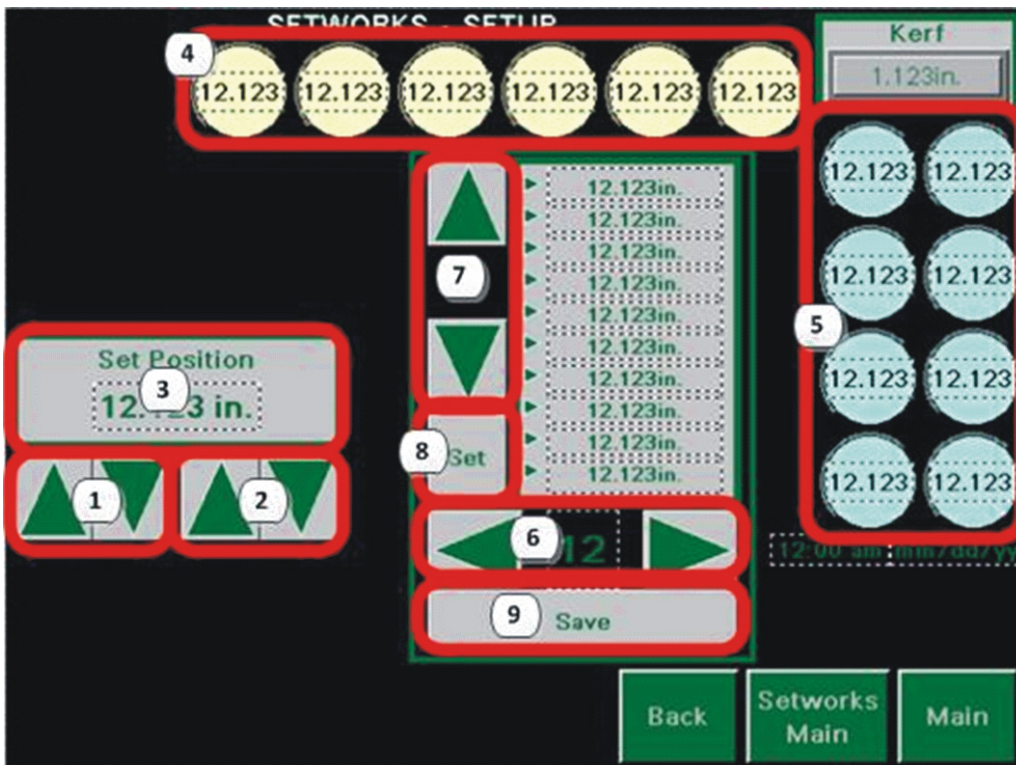 SETWORKS - SETUP
4
12.123 12.123 12.123 12.123 12.123 12.123
Kerf
1.123in.
12.123 12.123
12.123 12.123
12.123 12.123
12.123 12.123
5
7
12.123in.
12.123in.
12.123in.
12.123in.
12.123in.
12.123in.
12.123in.
12.123in.
12.123in.
12.123in.
Set Position
3
12.123 in.
1
2
8
Set
6
12
12:00 am mm/dd/yy
9
Save
Back
Setworks
Main
Main